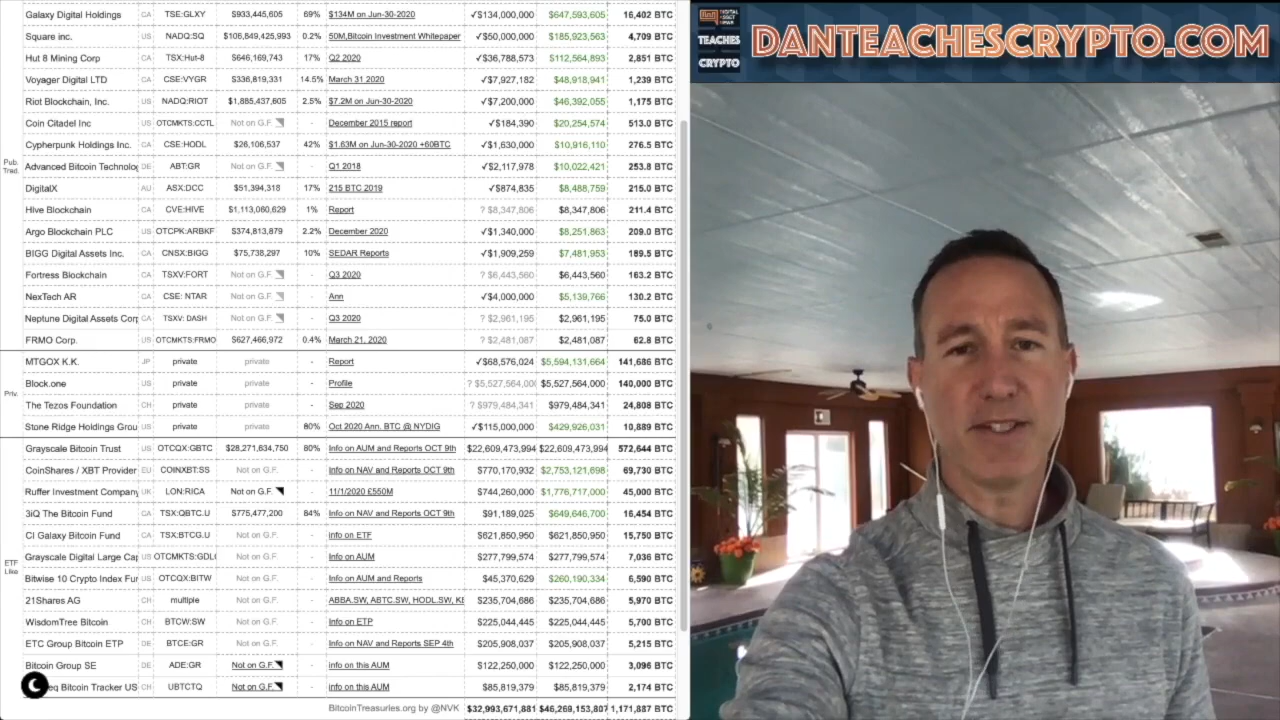 Galaxy Digital Holdings CA TSE:GLXY $933,445,605 69% $134M on Jun-30-2020 ✓$134,000,000 $647,593,605 16,402 BTC
Square inc. US NADQ:SQ $106,849,425,993 0.2% 50M,Bitcoin Investment Whitepaper ✓$50,000,000 $185,923,563 4,709 BTC
Hut 8 Mining Corp CA TSX:Hut-8 $646,169,743 17% Q2 2020 ✓$36,788,573 $112,564,893 2,851 BTC
Voyager Digital LTD CA CSE:VYGR $336,819,331 14.5% March 31 2020 ✓$7,927,182 $48,918,941 1,239 BTC
Riot Blockchain, Inc. US NADQ:RIOT $1,885,437,605 2.5% $7.2M on Jun-30-2020 ✓$7,200,000 $46,392,055 1,175 BTC
Coin Citadel Inc US OTCMKTS:CCTL Not on G.F. - December 2015 report ✓$184,390 $20,254,574 513.0 BTC
Cypherpunk Holdings Inc. CA CSE:HODL $26,106,537 42% $1.63M on Jun-30-2020 +60BTC ✓$1,630,000 $10,916,110 276.5 BTC
Pub. Trad. Advanced Bitcoin Technolog DE ABT:GR Not on G.F. - Q1 2018 ✓$2,117,978 $10,022,421 253.8 BTC
DigitalX AU ASX:DCC $51,394,318 17% 215 BTC 2019 ✓$874,835 $8,488,759 215.0 BTC
Hive Blockchain CA CVE:HIVE $1,113,060,629 1% Report ? $8,347,806 $8,347,806 211.4 BTC
Argo Blockchain PLC US OTCPK:ARBKF $374,813,879 2.2% December 2020 ✓$1,340,000 $8,251,863 209.0 BTC
BIGG Digital Assets Inc. CA CNSX:BIGG $75,738,297 10% SEDAR Reports ✓$1,909,259 $7,481,953 189.5 BTC
Fortress Blockchain CA TSXV:FORT Not on G.F. - Q3 2020 ? $6,443,560 $6,443,560 163.2 BTC
NexTech AR CA CSE: NTAR Not on G.F. - Ann ✓$4,000,000 $5,139,766 130.2 BTC
Neptune Digital Assets Corp CA TSXV: DASH Not on G.F. - Q3 2020 ? $2,961,195 $2,961,195 75.0 BTC
FRMO Corp. US OTCMKTS:FRMO $627,466,972 0.4% March 21, 2020 ? $2,481,087 $2,481,087 62.8 BTC
MTGOX K.K. JP private private - Report ✓$68,576,024 $5,594,131,664 141,686 BTC
Priv. Block.one US private private - Profile ? $5,527,564,000 $5,527,564,000 140,000 BTC
The Tezos Foundation CH private private - Sep 2020 ? $979,484,341 $979,484,341 24,808 BTC
Stone Ridge Holdings Grou US private private 80% Oct 2020 Ann. BTC @ NYDIG ✓$115,000,000 $429,926,031 10,889 BTC
Grayscale Bitcoin Trust US OTCQX:GBTC $28,271,634,750 80% Info on AUM and Reports OCT 9th $22,609,473,994 $22,609,473,994 572,644 BTC
CoinShares / XBT Provider EU COINXBT:SS Not on G.F. - Info on NAV and Reports OCT 9th $770,170,932 $2,753,121,698 69,730 BTC
Ruffer Investment Company UK LON:RICA Not on G.F. - 11/1/2020 £550M $744,260,000 $1,776,717,000 45,000 BTC
3iQ The Bitcoin Fund CA TSX:QBTC.U $775,477,200 84% Info on NAV and Reports OCT 9th $91,189,025 $649,646,700 16,454 BTC
CI Galaxy Bitcoin Fund CA TSX:BTCG.U Not on G.F. - info on ETF $621,850,950 $621,850,950 15,750 BTC
ETF Like Grayscale Digital Large Cap US OTCMKTS:GDLC Not on G.F. - Info on AUM $277,799,574 $277,799,574 7,036 BTC
Bitwise 10 Crypto Index Fun US OTCQX:BITW Not on G.F. - Info on AUM and Reports $45,370,629 $260,190,334 6,590 BTC
21Shares AG CH multiple Not on G.F. - ABBA.SW, ABTC.SW, HODL.SW, KE $235,704,686 $235,704,686 5,970 BTC
WisdomTree Bitcoin CH BTCW:SW Not on G.F. - Info on ETP $225,044,445 $225,044,445 5,700 BTC
ETC Group Bitcoin ETP DE BTCE:GR Not on G.F. - Info on NAV and Reports SEP 4th $205,908,037 $205,908,037 5,215 BTC
Bitcoin Group SE DE ADE:GR Not on G.F. - info on this AUM $122,250,000 $122,250,000 3,096 BTC
eq Bitcoin Tracker US CH UBTCTQ Not on G.F. - info on this AUM $85,819,379 $85,819,379 2,174 BTC
BitcoinTreasuries.org by @NVK $32,993,671,881 $46,269,153,807 1,171,887 BTC
DIGITAL ASSET
TEACHES
CRYPTO
DANTEACHESCRYPTO.COM